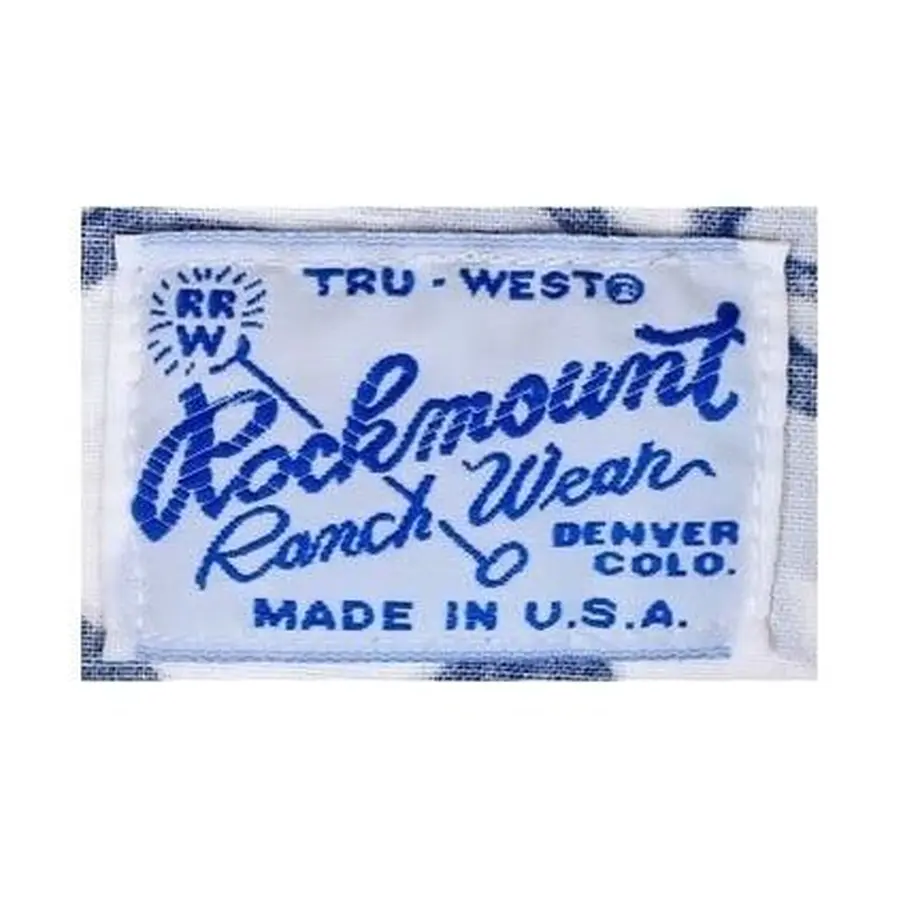 TRU-WEST®
RR
W
Rockmount
Ranch Wear
DENVER
COLO.
MADE IN U.S.A.